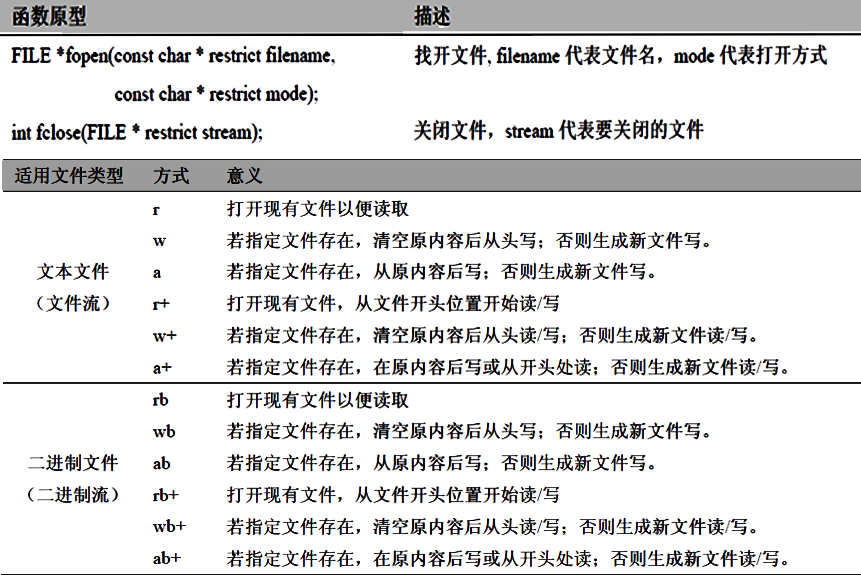 函数原型 描述
FILE *fopen(const char * restrict filename, 找开文件, filename 代表文件名，mode 代表打开方式
const char * restrict mode);
int fclose(FILE * restrict stream); 关闭文件，stream 代表要关闭的文件
适用文件类型 方式 意义
r 打开现有文件以便读取
w 若指定文件存在，清空原内容后从头写；否则生成新文件写。
文本文件 a 若指定文件存在，从原内容后写；否则生成新文件写。
（文件流） r+ 打开现有文件，从文件开头位置开始读/写
w+ 若指定文件存在，清空原内容后从头读/写；否则生成新文件读/写。
a+ 若指定文件存在，在原内容后写或从开头处读；否则生成新文件读/写。
rb 打开现有文件以便读取
wb 若指定文件存在，清空原内容后从头写；否则生成新文件写。
二进制文件 ab 若指定文件存在，从原内容后写；否则生成新文件写。
（二进制流） rb+ 打开现有文件，从文件开头位置开始读/写
wb+ 若指定文件存在，清空原内容后从头读/写；否则生成新文件读/写。
ab+ 若指定文件存在，在原内容后写或从开头处读；否则生成新文件读/写。